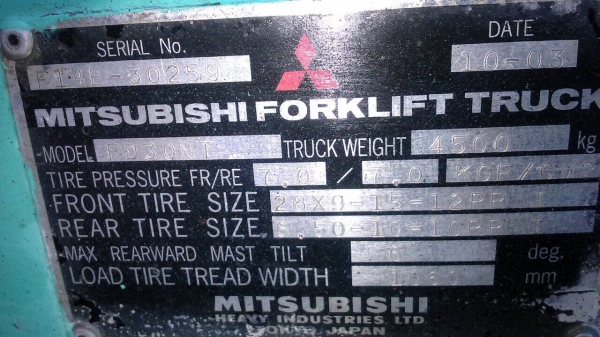 SERIAL No. DATE
F14E-30259 10-03
MITSUBISHI FORKLIFT TRUCK
MODEL FD30NT TRUCK WEIGHT 4500 kg
TIRE PRESSURE FR/RE 7.0 / 7.0
FRONT TIRE SIZE 28X9-15-12PR
REAR TIRE SIZE 6.50-10-10PR
MAX REARWARD MAST TILT deg.
LOAD TIRE TREAD WIDTH mm
MITSUBISHI
HEAVY INDUSTRIES LTD.
TOKYO JAPAN